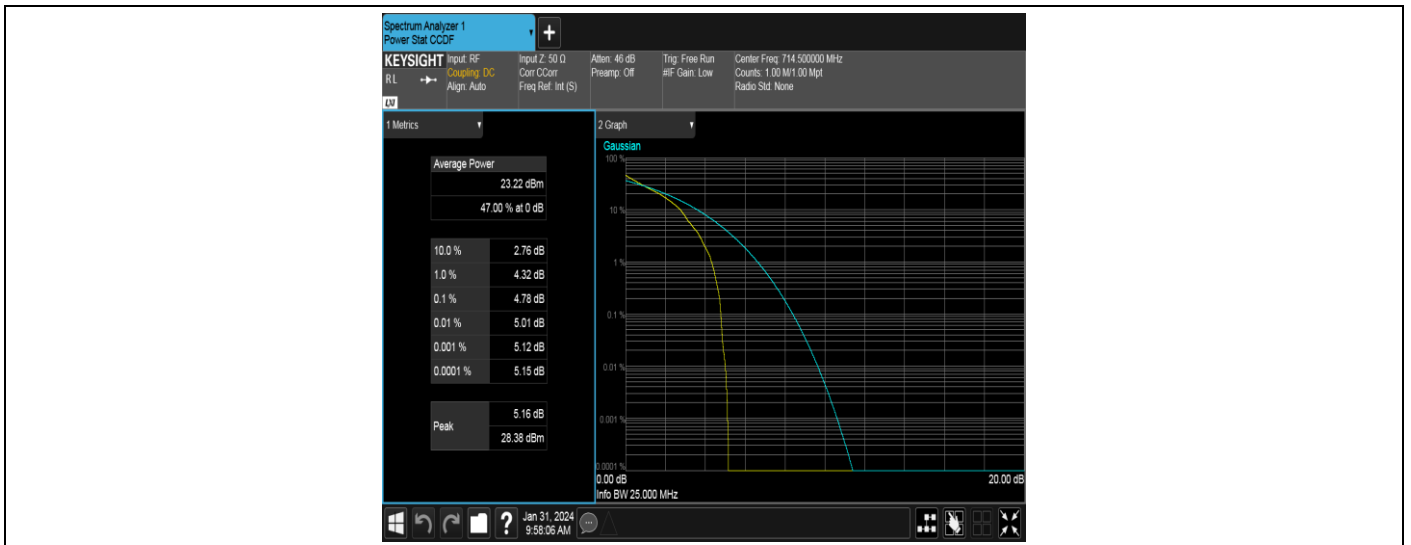 Spectrum Analyzer 1
Power Stat CCDF
+
KEYSIGHT Input: RF Input Z: 50 Ω Atten: 46 dB Trig: Free Run Center Freq: 714.500000 MHz
RL Coupling: DC Corr CCorr Preamp: Off #IF Gain: Low Counts: 1.00 M/1.00 Mpt
Align: Auto Freq Ref: Int (S) Radio Std: None
LXI
1 Metrics
Average Power
23.22 dBm
47.00 % at 0 dB
10.0 % 2.76 dB
1.0 % 4.32 dB
0.1 % 4.78 dB
0.01 % 5.01 dB
0.001 % 5.12 dB
0.0001 % 5.15 dB
Peak 5.16 dB
28.38 dBm
2 Graph
Gaussian
100 %
10 %
1 %
0.1 %
0.01 %
0.001 %
0.0001 %
0.00 dB 20.00 dB
Info BW 25.000 MHz
? Jan 31, 2024
9:58:06 AM